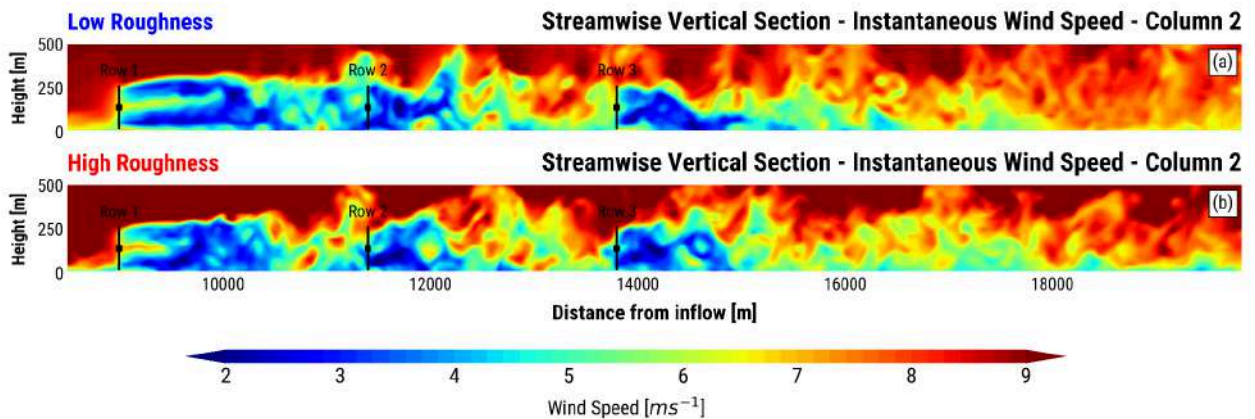 Low Roughness Streamwise Vertical Section - Instantaneous Wind Speed - Column 2
Height [m]
500
250
0
Row 1
Row 2
Row 3
(a)
High Roughness Streamwise Vertical Section - Instantaneous Wind Speed - Column 2
Height [m]
500
250
0
Row 1
Row 2
Row 3
(b)
10000 12000 14000 16000 18000
Distance from inflow [m]
2 3 4 5 6 7 8 9
Wind Speed [ms⁻¹]